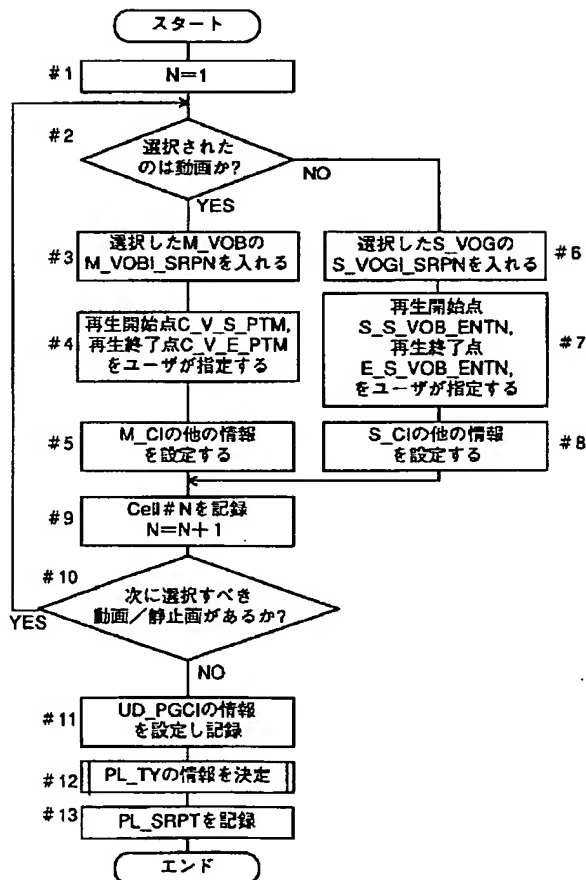 スタート
#1
N=1
#2
選択された
のは動画か?
NO
YES
#3
選択したM_VOBの
M_VOBI_SRPNを入れる
選択したS_VOGの
S_VOGI_SRPNを入れる
#6
#4
再生開始点C_V_S_PTM,
再生終了点C_V_E_PTM
をユーザが指定する
再生開始点
S_S_VOB_ENTN,
再生終了点
E_S_VOB_ENTN,
をユーザが指定する
#7
#5
M_CIの他の情報
を設定する
S_CIの他の情報
を設定する
#8
#9
Cell#Nを記録
N=N+1
#10
次に選択すべき
動画/静止画があるか?
YES
NO
#11
UD_PGCIの情報
を設定し記録
#12
PL_TYの情報を決定
#13
PL_SRPTを記録
エンド